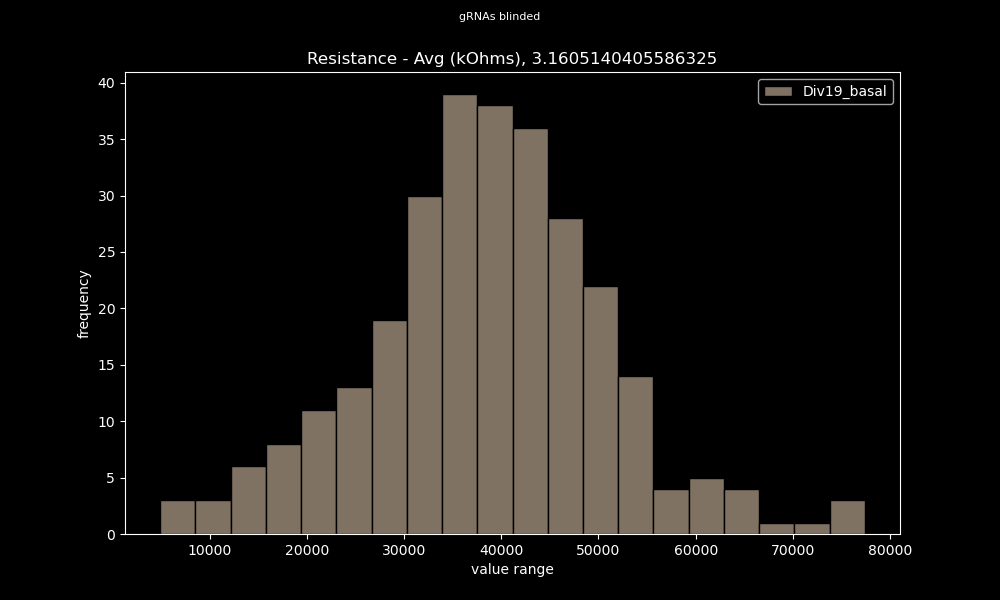 gRNAs blinded
Resistance - Avg (kOhms), 3.1605140405586325
Div19_basal
40
35
30
25
20
15
10
5
0
frequency
10000 20000 30000 40000 50000 60000 70000 80000
value range